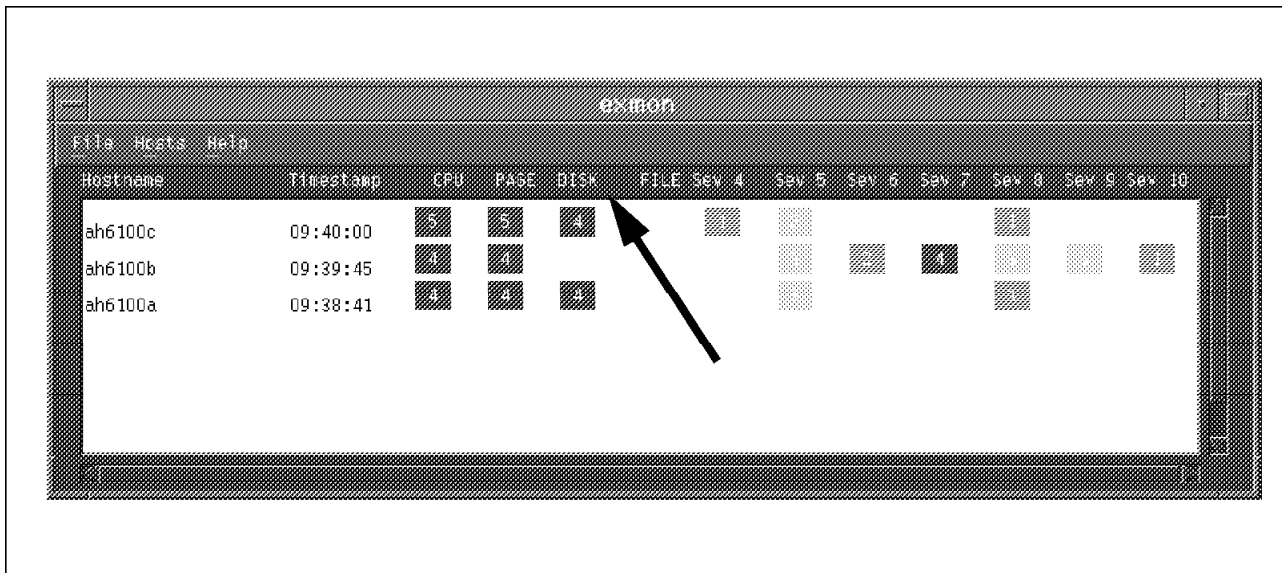 exmon
File Hosts Help
Hostname Timestamp CPU PAGE DISK FILE Sev 4 Sev 5 Sev 6 Sev 7 Sev 8 Sev 9 Sev 10
ah6100c 09:40:00 5 5 4
ah6100b 09:39:45 4 4 4
ah6100a 09:38:41 4 4 4